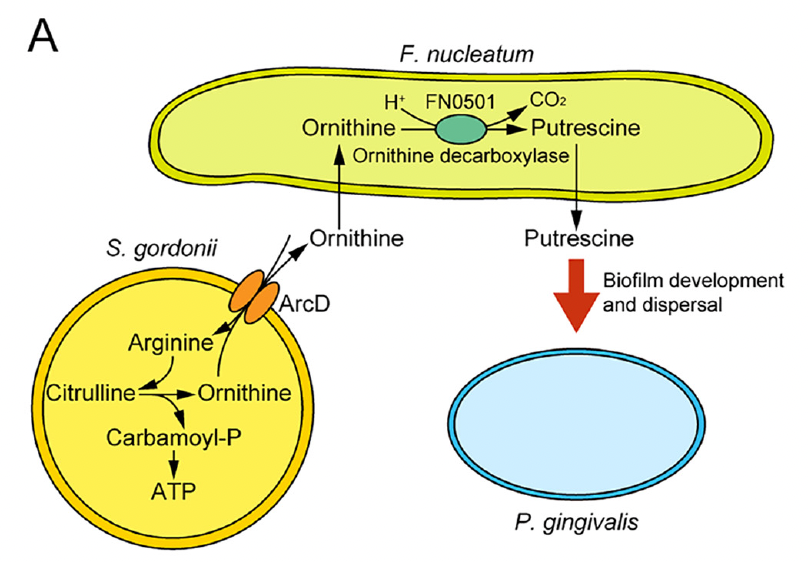 A
F. nucleatum
H⁺ FN0501 CO₂
Ornithine Putrescine
Ornithine decarboxylase
Ornithine Putrescine
S. gordonii
ArcD
Biofilm development
and dispersal
Arginine
Citrulline Ornithine
Carbamoyl-P
ATP
P. gingivalis